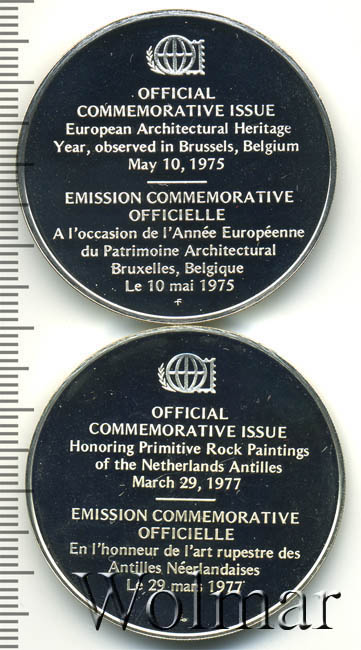 OFFICIAL
COMMEMORATIVE ISSUE
European Architectural Heritage
Year, observed in Brussels, Belgium
May 10, 1975
EMISSION COMMEMORATIVE
OFFICIELLE
A l'occasion de l'Année Européenne
du Patrimoine Architectural
Bruxelles, Belgique
Le 10 mai 1975
OFFICIAL
COMMEMORATIVE ISSUE
Honoring Primitive Rock Paintings
of the Netherlands Antilles
March 29, 1977
EMISSION COMMEMORATIVE
OFFICIELLE
En l'honneur de l'art rupestre des
Antilles Néerlandaises
Le 29 mars 1977
Wolmar